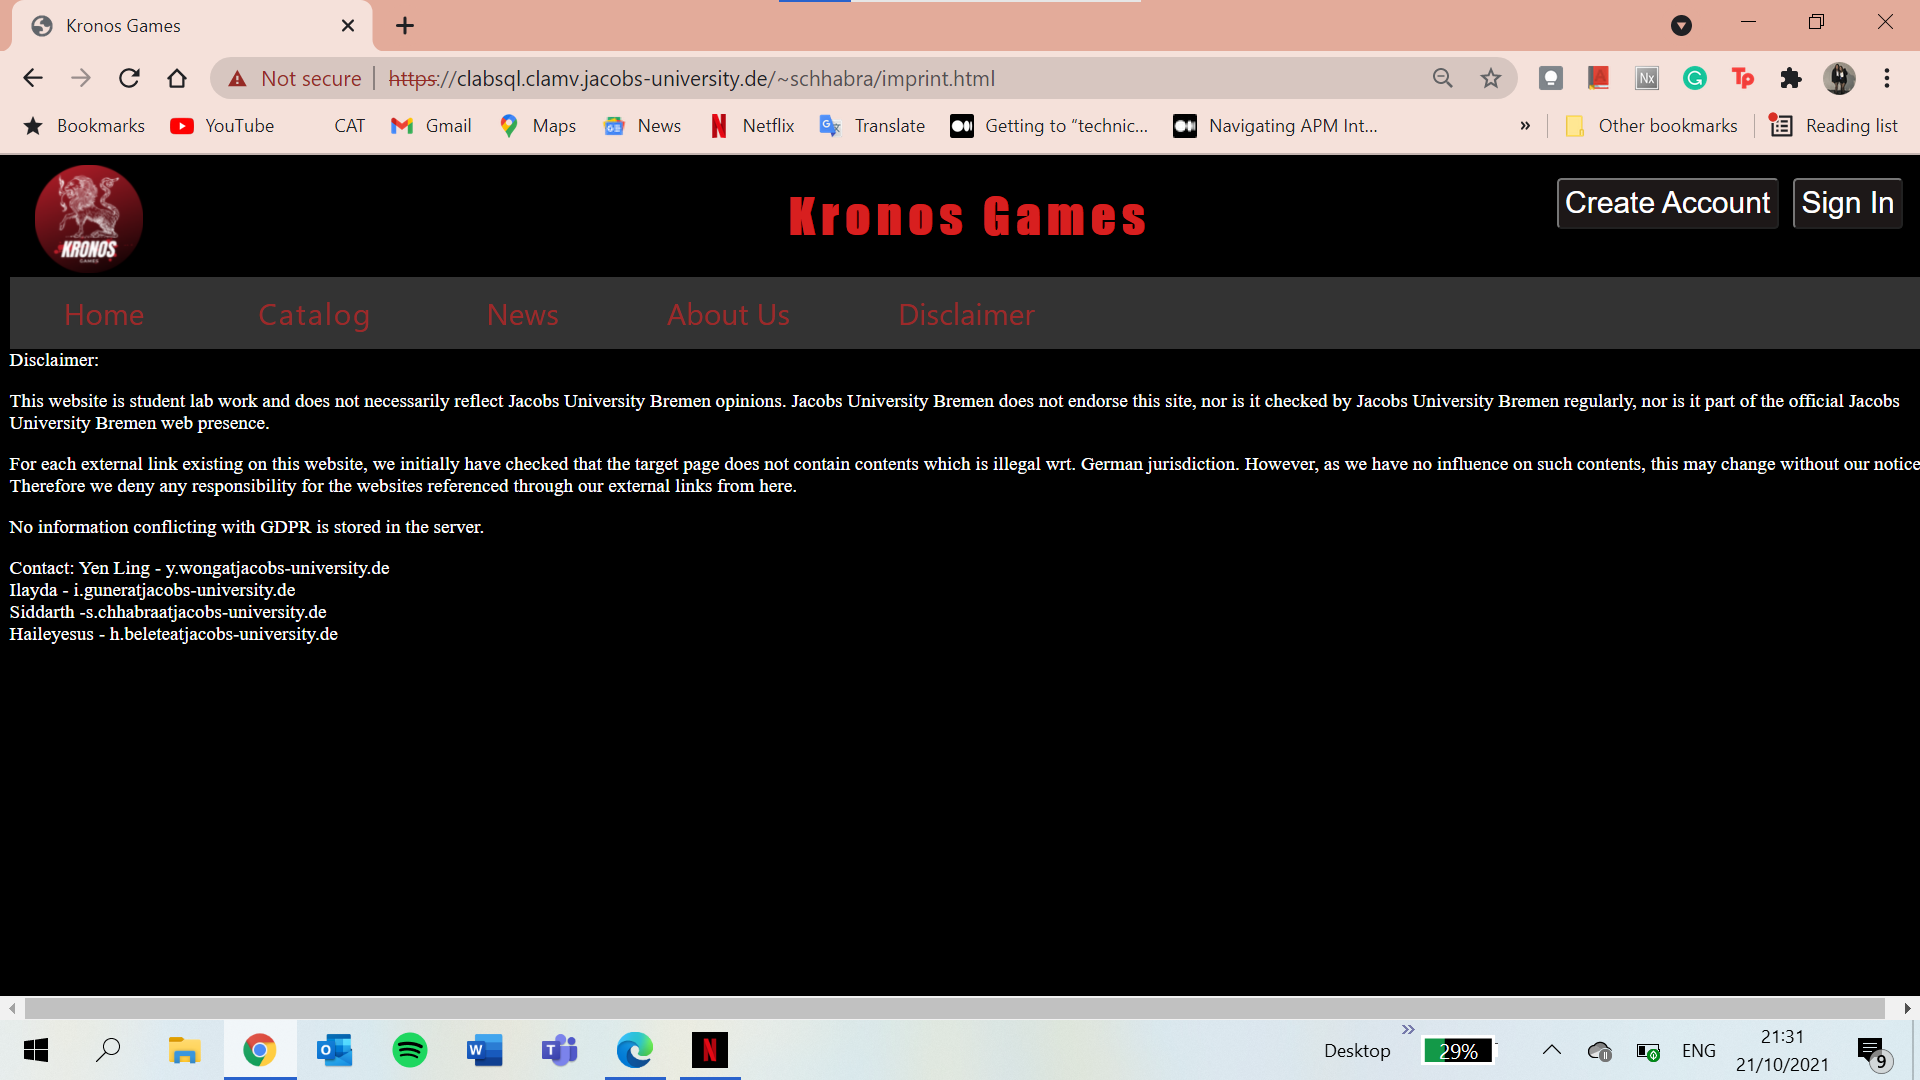 Kronos Games
Not secure https://clabsql.clamv.jacobs-university.de/~schhabra/imprint.html
Bookmarks YouTube CAT Gmail Maps News Netflix Translate Getting to “technic... Navigating APM Int... » Other bookmarks Reading list
KRONOS
GAMES
Kronos Games
Create Account Sign In
Home Catalog News About Us Disclaimer
Disclaimer:
This website is student lab work and does not necessarily reflect Jacobs University Bremen opinions. Jacobs University Bremen does not endorse this site, nor is it checked by Jacobs University Bremen regularly, nor is it part of the official Jacobs
University Bremen web presence.
For each external link existing on this website, we initially have checked that the target page does not contain contents which is illegal wrt. German jurisdiction. However, as we have no influence on such contents, this may change without our notice
Therefore we deny any responsibility for the websites referenced through our external links from here.
No information conflicting with GDPR is stored in the server.
Contact: Yen Ling - y.wongatjacobs-university.de
Ilayda - i.guneratjacobs-university.de
Siddarth -s.chhabraatjacobs-university.de
Haileyesus - h.beleteatjacobs-university.de
Desktop » 29% ENG 21:31
21/10/2021 9